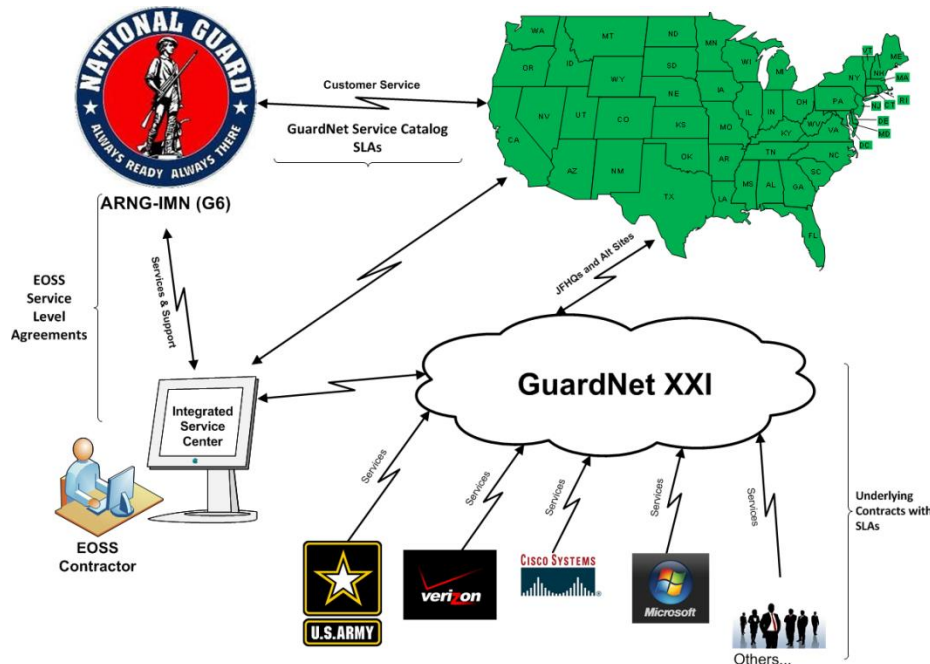 NATIONAL GUARD
ALWAYS READY ALWAYS THERE
Customer Service
GuardNet Service Catalog
SLAs
WA
MT
ND
MN
OR
ID
WY
SD
WI
MI
NY
VT
NH
ME
MA
RI
CT
NJ
PA
DE
MD
DC
CA
NV
UT
CO
NE
KS
IA
MO
IL
IN
OH
KY
WV
VA
AZ
NM
OK
AR
TN
NC
SC
TX
LA
MS
AL
GA
FL
ARNG-IMN (G6)
EOSS
Service
Level
Agreements
Services & Support
JFHQs and Alt Sites
GuardNet XXI
Integrated
Service
Center
EOSS
Contractor
Services
Services
Services
Services
Services
Underlying
Contracts with
SLAs
U.S.ARMY
verizon
CISCO SYSTEMS
®
Microsoft
Others...